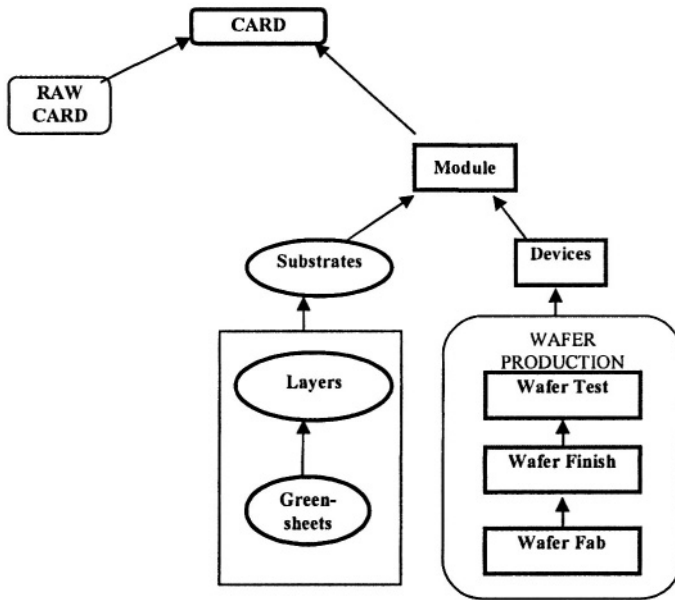 CARD
RAW
CARD
Module
Substrates
Devices
WAFER
PRODUCTION
Layers
Wafer Test
Wafer Finish
Green-
sheets
Wafer Fab